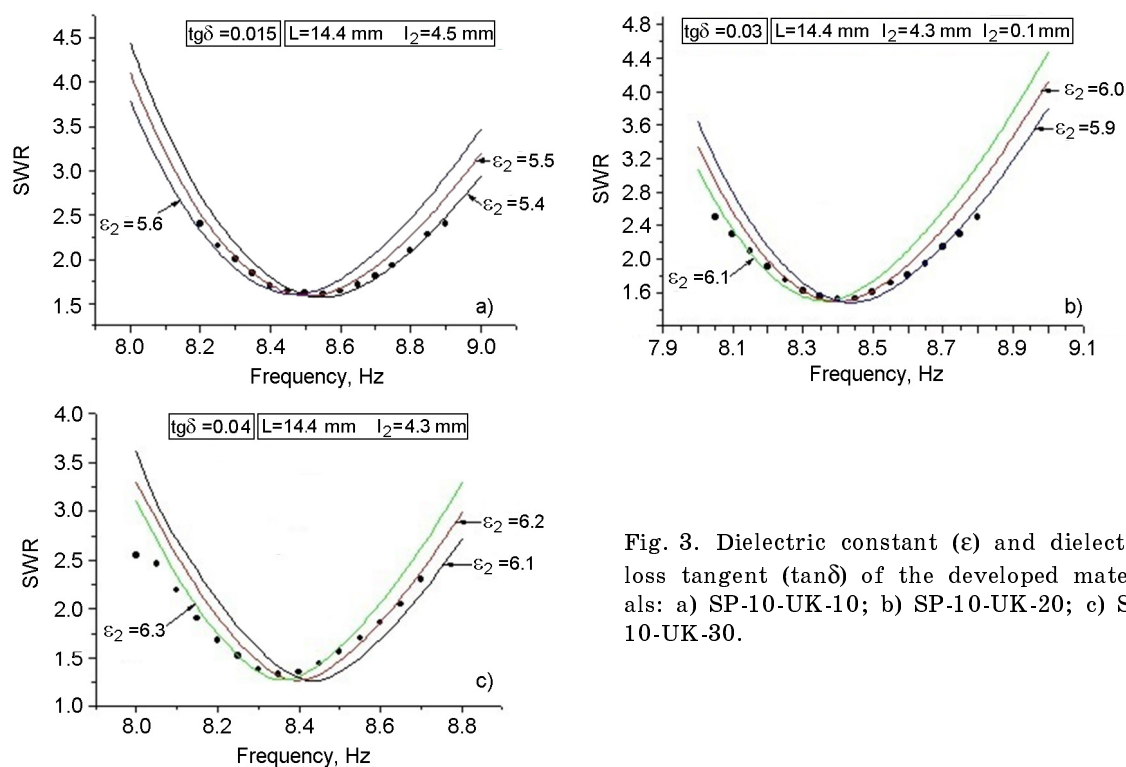 tgδ =0.015 L=14.4 mm l2=4.5 mm
4.5
4.0
3.5
3.0
2.5
2.0
1.5
SWR
ε2=5.5
ε2=5.4
ε2=5.6
a)
8.0 8.2 8.4 8.6 8.8 9.0
Frequency, Hz
tgδ =0.03 L=14.4 mm l2=4.3 mm l2=0.1mm
4.8
4.4
4.0
3.6
3.2
2.8
2.4
2.0
1.6
SWR
ε2=6.0
ε2=5.9
ε2=6.1
b)
7.9 8.1 8.3 8.5 8.7 8.9 9.1
Frequency, Hz
tgδ =0.04 L=14.4 mm l2=4.3 mm
4.0
3.5
3.0
2.5
2.0
1.5
1.0
SWR
ε2=6.2
ε2=6.1
ε2=6.3
c)
8.0 8.2 8.4 8.6 8.8
Frequency, Hz
Fig. 3. Dielectric constant (ε) and dielect
loss tangent (tanδ) of the developed mate
als: a) SP-10-UK-10; b) SP-10-UK-20; c) S
10-UK-30.